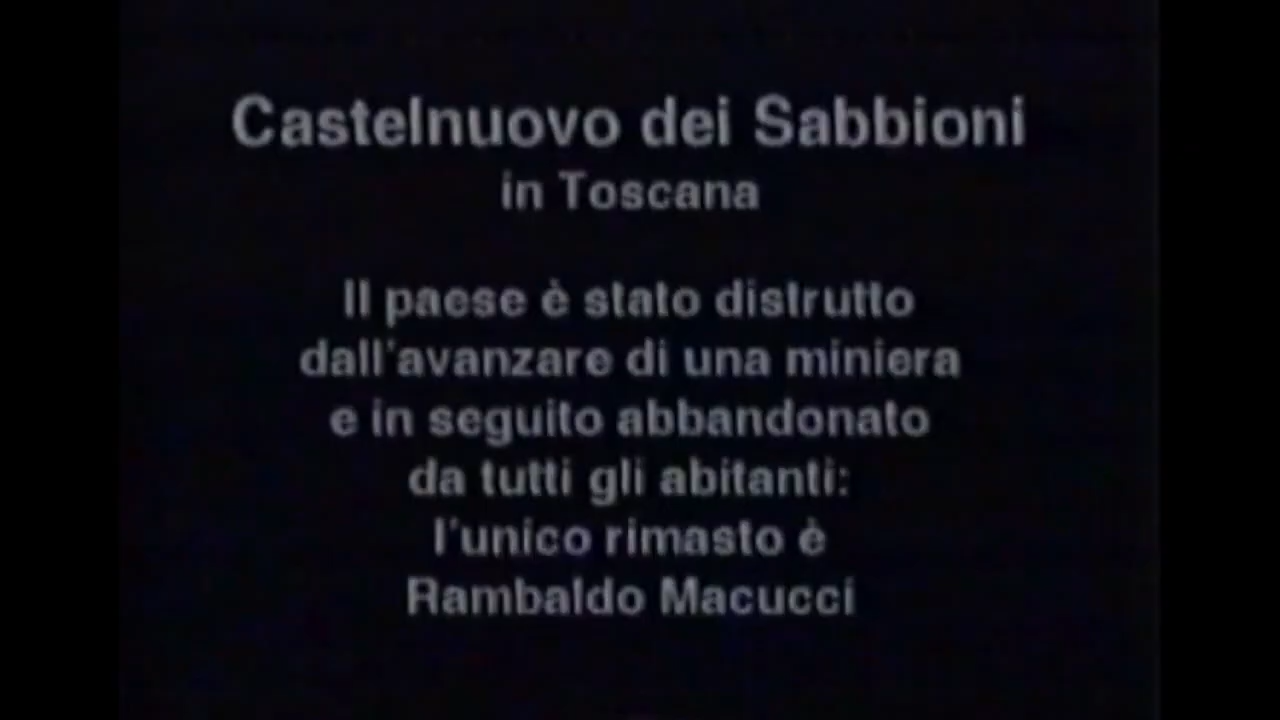 Castelnuovo dei Sabbioni
in Toscana
Il paese è stato distrutto
dall'avanzare di una miniera
e in seguito abbandonato
da tutti gli abitanti:
l'unico rimasto è
Rambaldo Macucci